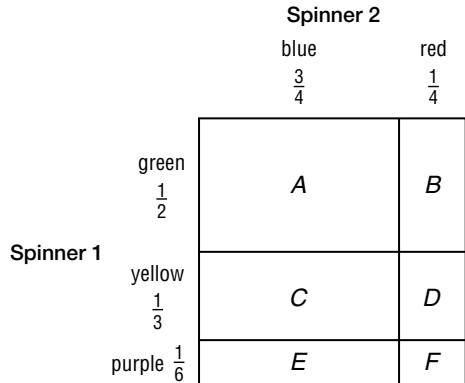 Spinner 2
blue red
3/4 1/4
green
1/2
A B
Spinner 1
yellow
1/3
C D
purple 1/6
E F